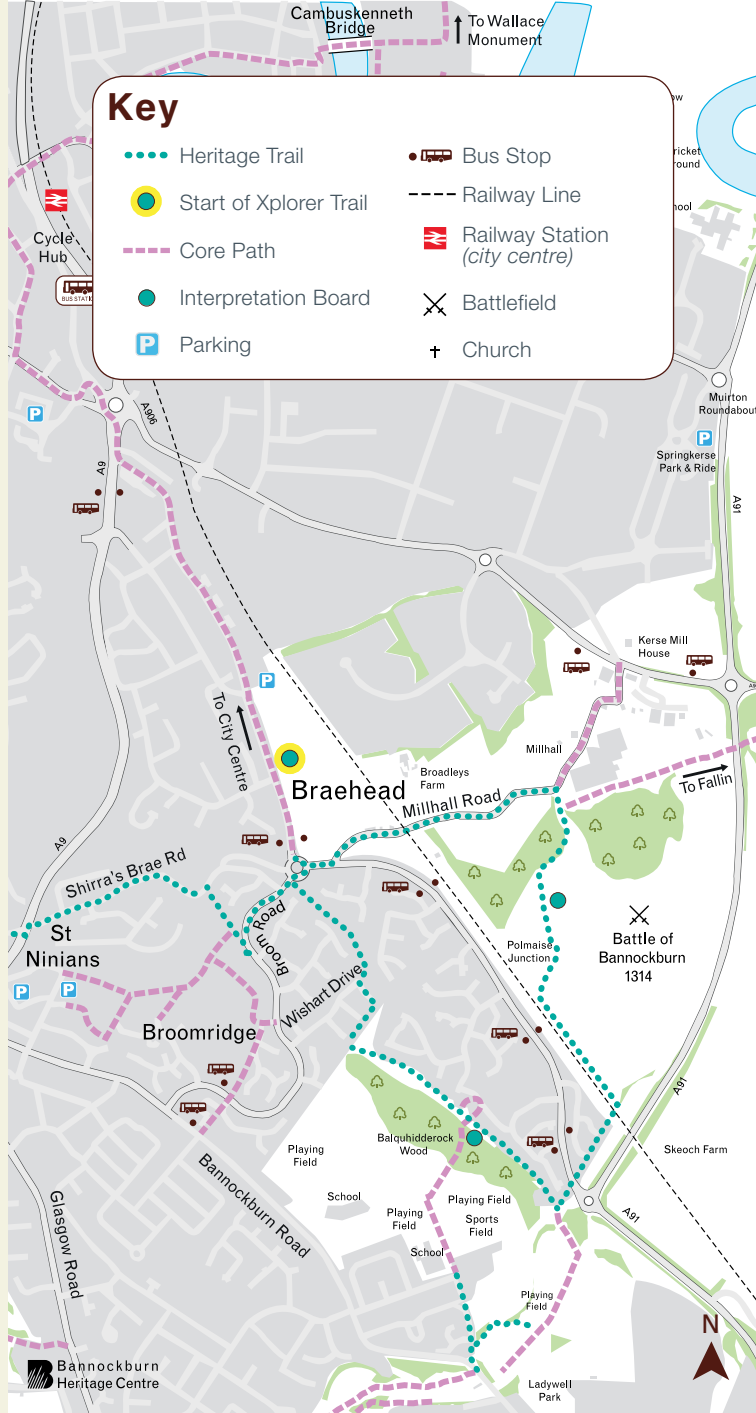 Cambuskenneth
Bridge
To Wallace
Monument
Key
Heritage Trail
Start of Xplorer Trail
Core Path
Interpretation Board
P Parking
Bus Stop
Railway Line
Railway Station
(city centre)
Battlefield
Church
Cycle
Hub
P
A906
A9
Muirton
Roundabout
P
Springkerse
Park & Ride
A91
Kerse Mill
House
P
To City Centre
Millhall
Broadleys
Farm
Braehead
Millhall Road
To Fallin
A9
Shirra's Brae Rd
St
Ninians
P
P
Broom Road
Wishart Drive
Broomridge
Polmaise
Junction
Battle of
Bannockburn
1314
A91
Balquhidderock
Wood
Skeoch Farm
Playing
Field
School
Bannockburn Road
Glasgow Road
Playing Field
Playing
Field
Sports
Field
School
A91
Playing
Field
N
Ladywell
Park
Bannockburn
Heritage Centre